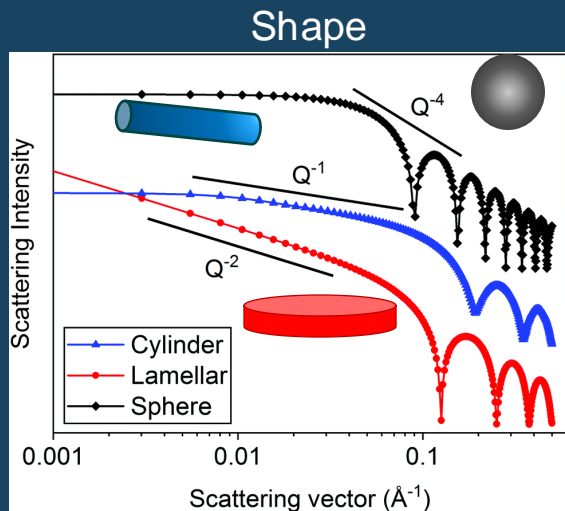 Shape
Scattering Intensity
Q-4
Q-1
Q-2
Cylinder
Lamellar
Sphere
0.001
0.01
0.1
Scattering vector (Å-1)